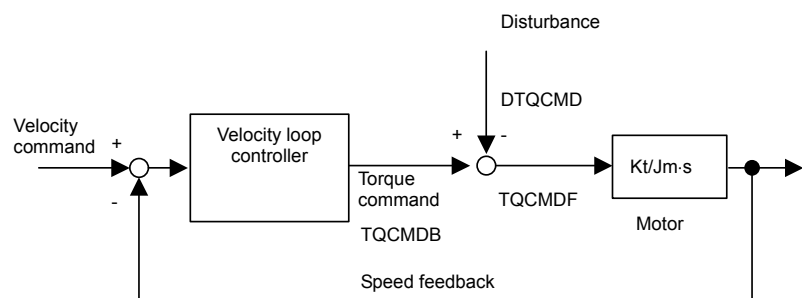 Disturbance
DTQCMD
Velocity
command
+
-
Velocity loop
controller
+
-
Torque
command
TQCMDB
TQCMDF
Kt/Jm·s
Motor
Speed feedback